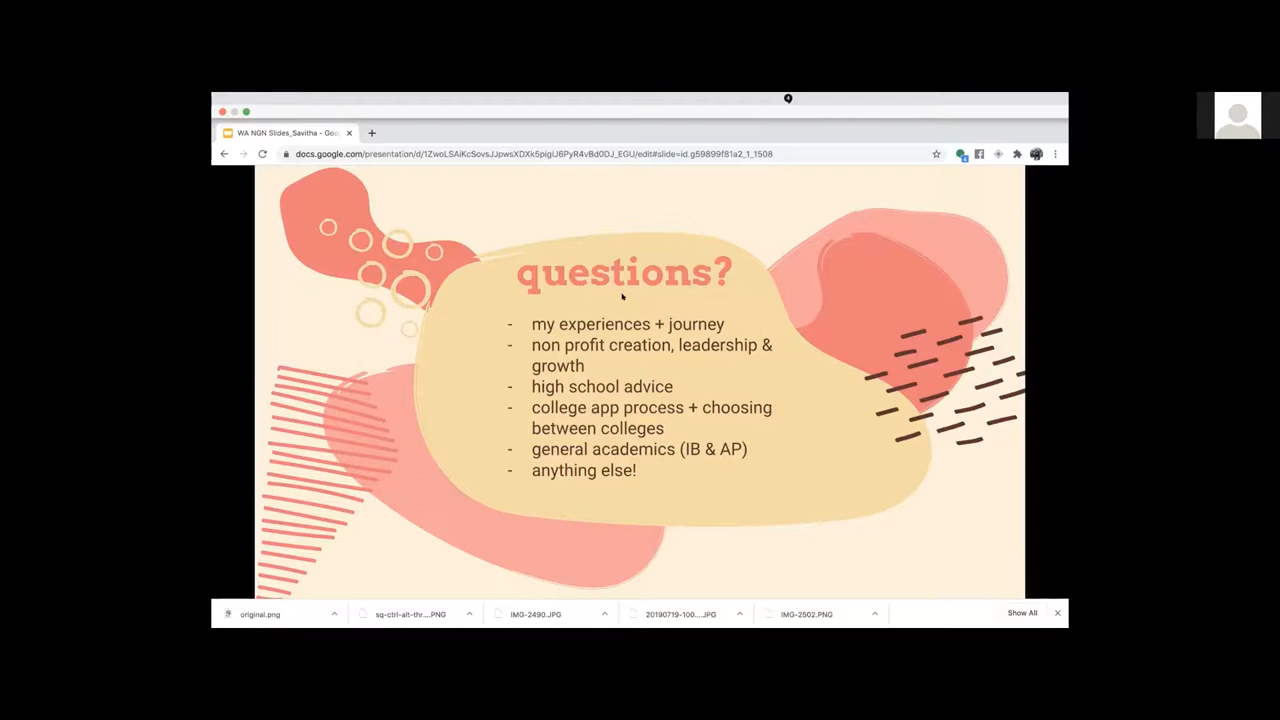 WA NGN Slides_Savitha - Goo
docs.google.com/presentation/d/1ZwoLSAiKcSovsJJpwsXDXk5pigIJ6PyR4vBd0DJ_EGU/edit#slide=id.g59899f81a2_1_1508
questions?
- my experiences + journey
- non profit creation, leadership &
growth
- high school advice
- college app process + choosing
between colleges
- general academics (IB & AP)
- anything else!
original.png
sq-ctrl-alt-thr....PNG
IMG-2490.JPG
20190719-100....JPG
IMG-2502.PNG
Show All